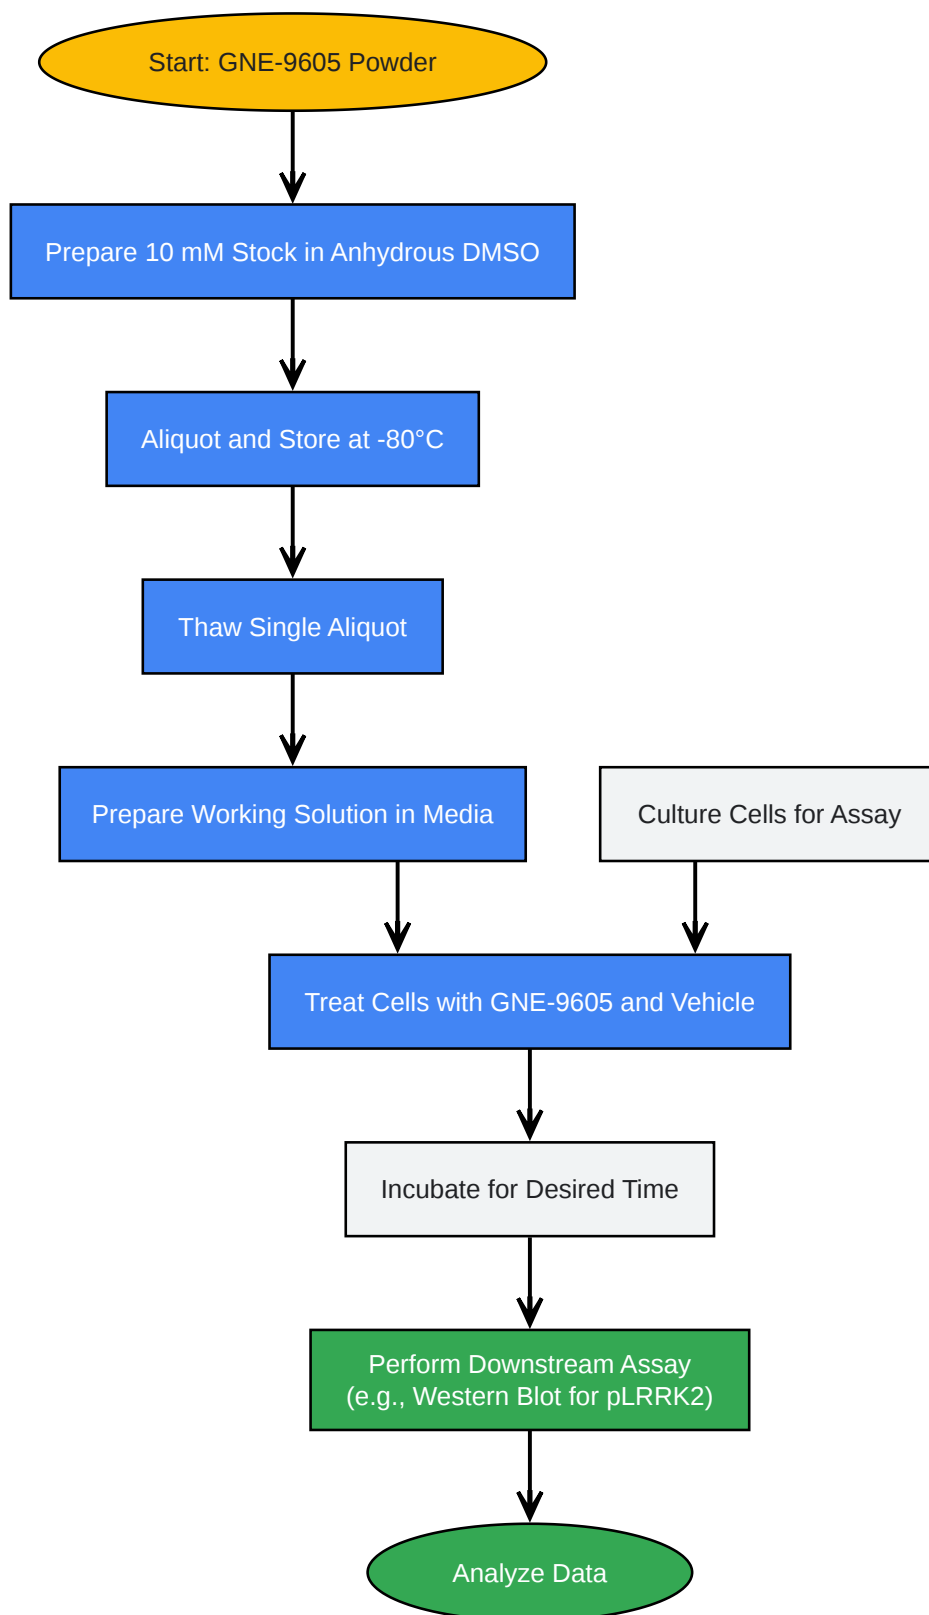 Start: GNE-9605 Powder
Prepare 10 mM Stock in Anhydrous DMSO
Aliquot and Store at -80°C
Thaw Single Aliquot
Prepare Working Solution in Media
Culture Cells for Assay
Treat Cells with GNE-9605 and Vehicle
Incubate for Desired Time
Perform Downstream Assay
(e.g., Western Blot for pLRRK2)
Analyze Data